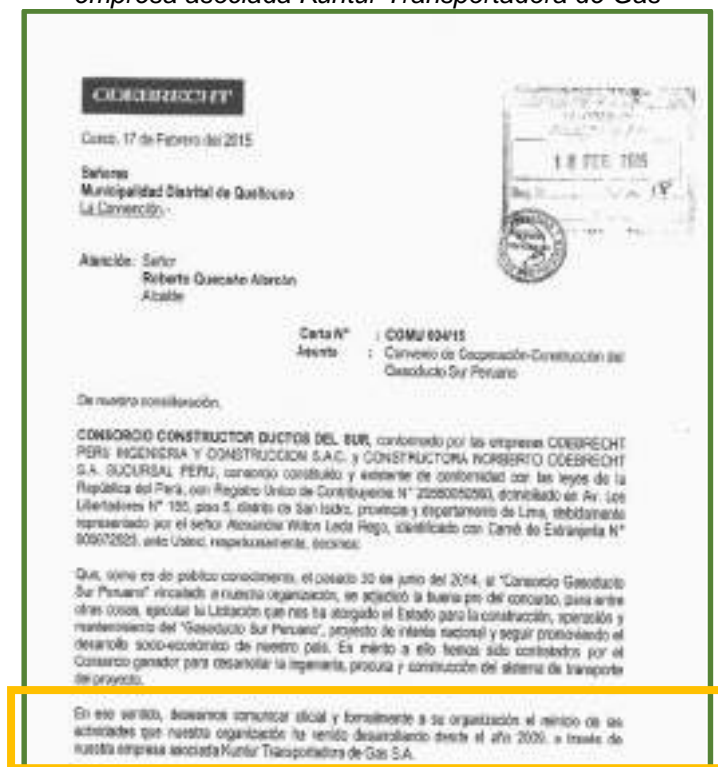 empresa asociada Kuntur Transportadora de Gas
ODEBRECHT
Cusco, 17 de Febrero del 2015
18 FEB. 2015
Señores
Municipalidad Distrital de Quellouno
La Convención.-
Atención: Señor
Roberto Alarcón
Alcalde
Carta N° : COMU 604/15
Asunto : Convenio de Cooperación-Construcción del
Gasoducto Sur Peruano
De nuestra consideración,
CONSORCIO CONSTRUCTOR DUCTOS DEL SUR, conformado por las empresas ODEBRECHT
PERU INGENIERIA Y CONSTRUCCION S.A.C. y CONSTRUCTORA NORBERTO ODEBRECHT
S.A. SUCURSAL PERU, consorcio constituido y existente de conformidad con las leyes de la
República del Perú, con Registro Único de Contribuyente N° domiciliado en Av. Los
Libertadores N° 155, piso 5, distrito de San Isidro, provincia y departamento de Lima, debidamente
representado por el señor Alexandre Leda Rego, identificado con Carné de Extranjería N°
ante Usted, respetuosamente, decimos:
Que, como es de público conocimiento, el pasado 30 de junio del 2014, el "Consorcio Gasoducto
Sur Peruano" vinculado a nuestra organización, se adjudicó la buena pro del concurso, para entre
otras cosas, ejecutar la Licitación que nos ha otorgado el Estado para la construcción, operación y
mantenimiento del "Gasoducto Sur Peruano", proyecto de interés nacional y seguir promoviendo el
desarrollo socio-económico de nuestro país. Es mérito a ello hemos sido contratados por el
Consorcio ganador para desarrollar la ingeniería, procura y construcción del sistema de transporte
del proyecto.
En ese sentido, deseamos comunicar oficial y formalmente a su organización el reinicio de las
actividades que nuestra organización ha venido desarrollando desde el año 2009, a través de
nuestra empresa asociada Kuntur Transportadora de Gas S.A.